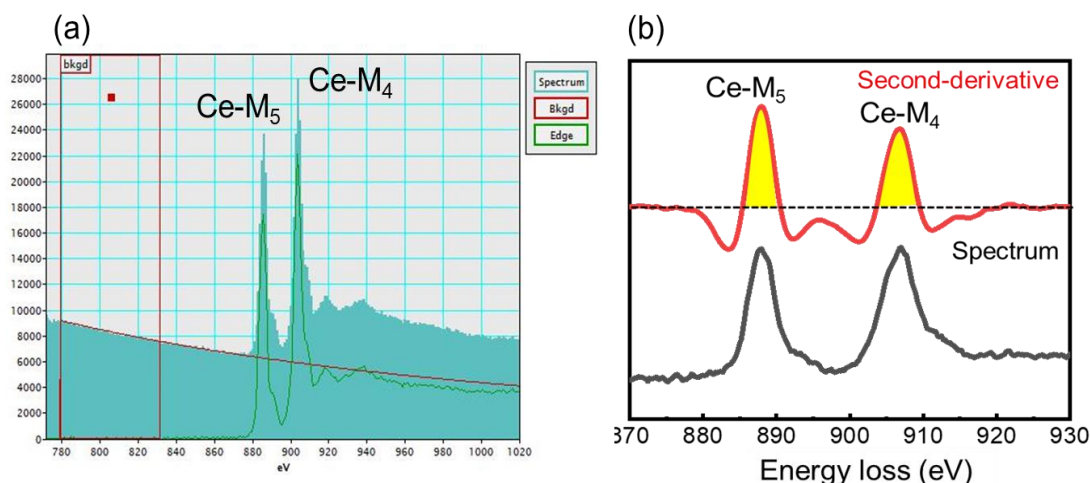 (a)
bkgd
28000
26000
24000
22000
20000
18000
16000
14000
12000
10000
8000
6000
4000
2000
0
780 800 820 840 860 880 900 920 940 960 980 1000 1020
eV
Ce-M5
Ce-M4
Spectrum
Bkgd
Edge
(b)
Second-derivative
Ce-M5
Ce-M4
Spectrum
370 880 890 900 910 920 930
Energy loss (eV)